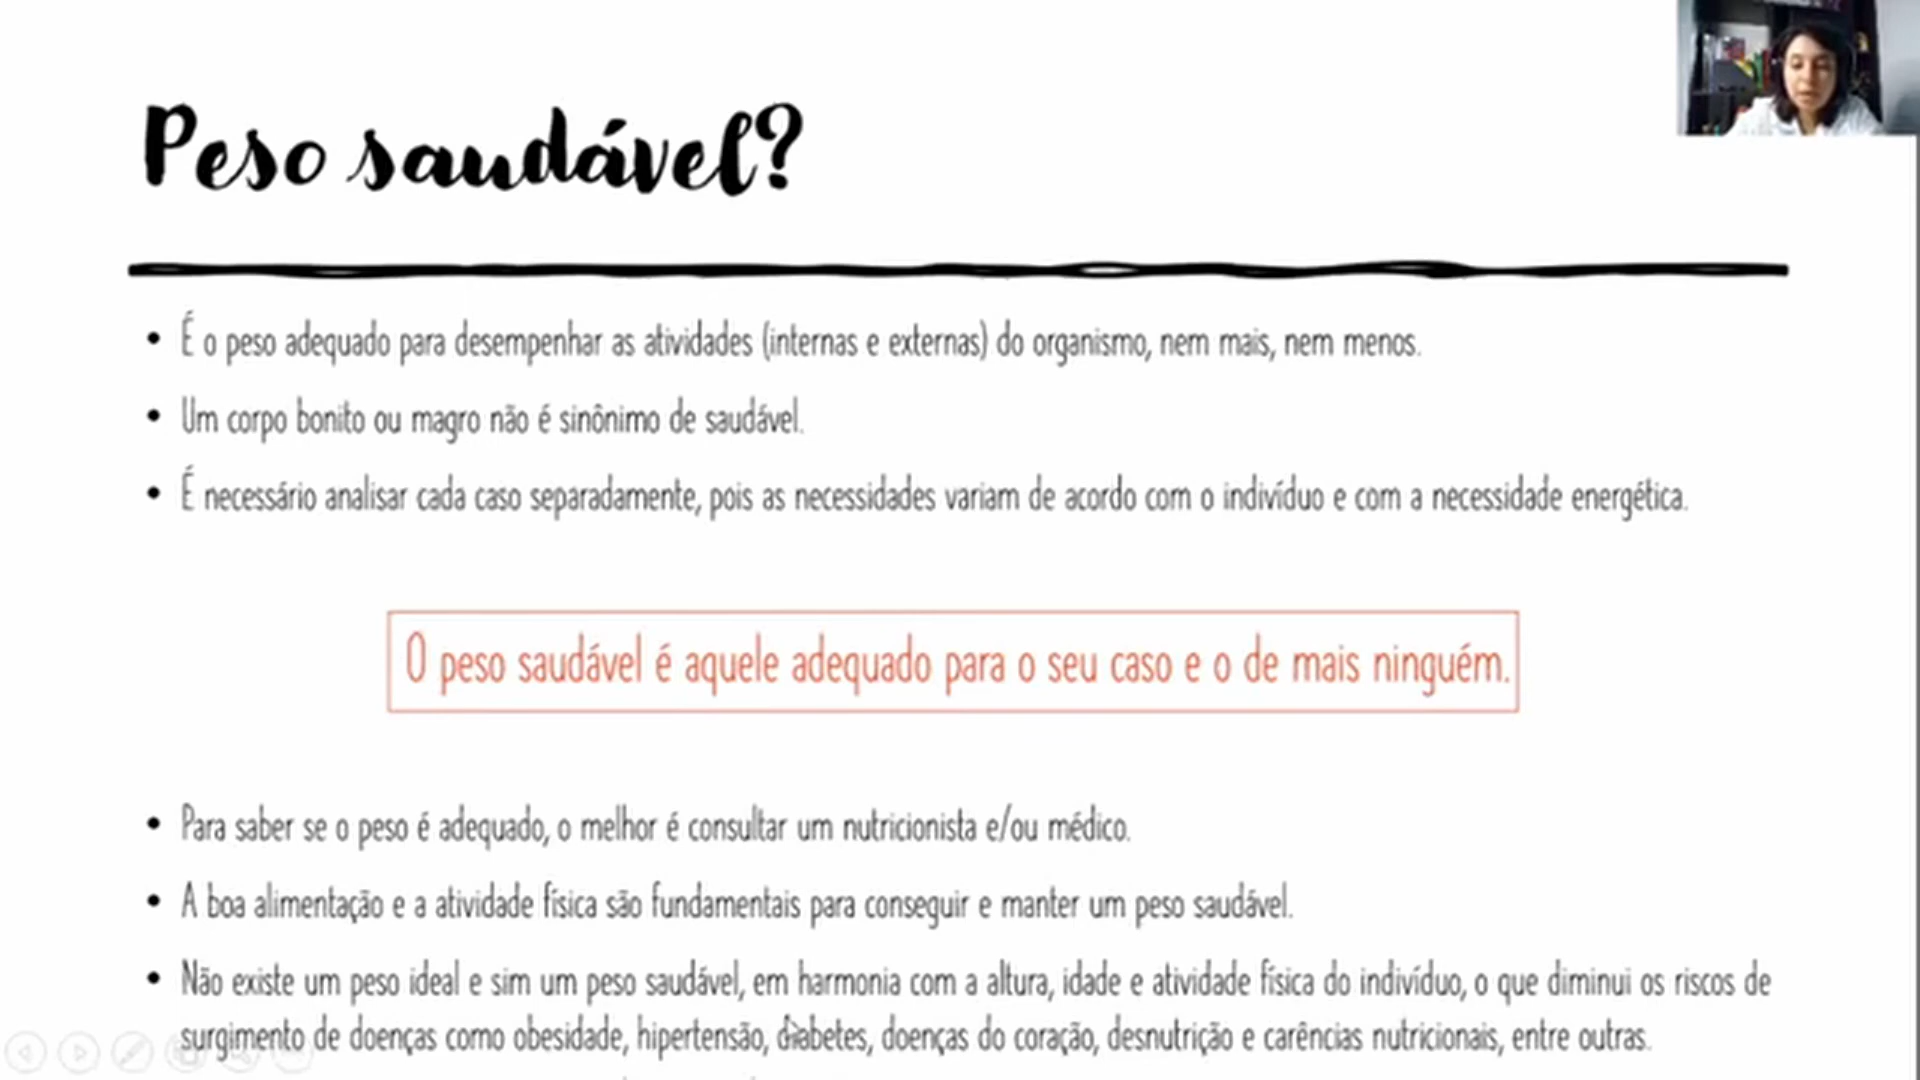 Peso saudável?
• É o peso adequado para desempenhar as atividades (internas e externas) do organismo, nem mais, nem menos.
• Um corpo bonito ou magro não é sinônimo de saudável.
• É necessário analisar cada caso separadamente, pois as necessidades variam de acordo com o indivíduo e com a necessidade energética.
O peso saudável é aquele adequado para o seu caso e o de mais ninguém.
• Para saber se o peso é adequado, o melhor é consultar um nutricionista e/ou médico.
• A boa alimentação e a atividade física são fundamentais para conseguir e manter um peso saudável.
• Não existe um peso ideal e sim um peso saudável, em harmonia com a altura, idade e atividade física do indivíduo, o que diminui os riscos de
surgimento de doenças como obesidade, hipertensão, diabetes, doenças do coração, desnutrição e carências nutricionais, entre outras.